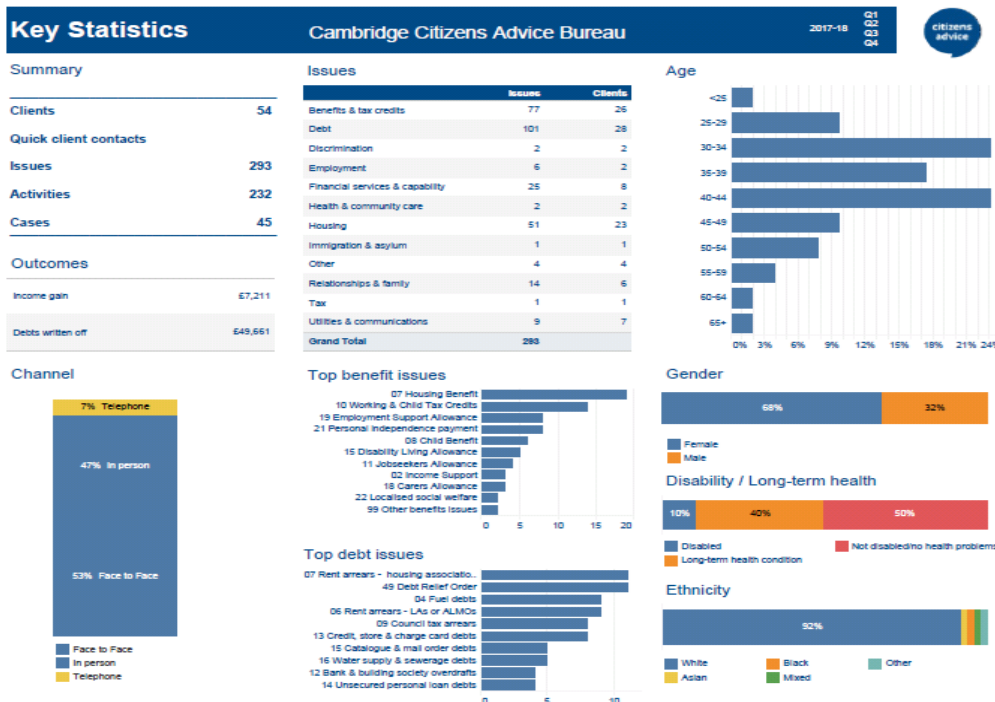 Key Statistics
Cambridge Citizens Advice Bureau
2017-18
Q1
Q2
Q3
Q4
citizens
advice
Summary
Clients 54
Quick client contacts
Issues 293
Activities 232
Cases 45
Outcomes
Income gain £7,211
Debts written off £49,661
Issues
Issues Clients
Benefits & tax credits 77 26
Debt 101 28
Discrimination 2 2
Employment 6 2
Financial services & capability 25 8
Health & community care 2 2
Housing 51 23
Immigration & asylum 1 1
Other 4 4
Relationships & family 14 6
Tax 1 1
Utilities & communications 9 7
Grand Total 293
Age
<25
25-29
30-34
35-39
40-44
45-49
50-54
55-59
60-64
65+
0% 3% 6% 9% 12% 15% 18% 21% 24%
Channel
7% Telephone
47% In person
53% Face to Face
Face to Face
In person
Telephone
Top benefit issues
07 Housing Benefit
10 Working & Child Tax Credits
19 Employment Support Allowance
21 Personal independence payment
08 Child Benefit
15 Disability Living Allowance
11 Jobseekers Allowance
02 Income Support
18 Carers Allowance
22 Localised social welfare
99 Other benefits issues
0 5 10 15 20
Top debt issues
07 Rent arrears - housing associatio..
49 Debt Relief Order
04 Fuel debts
06 Rent arrears - LAs or ALMOs
09 Council tax arrears
13 Credit, store & charge card debts
15 Catalogue & mail order debts
16 Water supply & sewerage debts
12 Bank & building society overdrafts
14 Unsecured personal loan debts
0 5 10
Gender
68% 32%
Female
Male
Disability / Long-term health
10% 40% 50%
Disabled
Not disabled/no health problems
Long-term health condition
Ethnicity
92%
White
Black
Other
Asian
Mixed